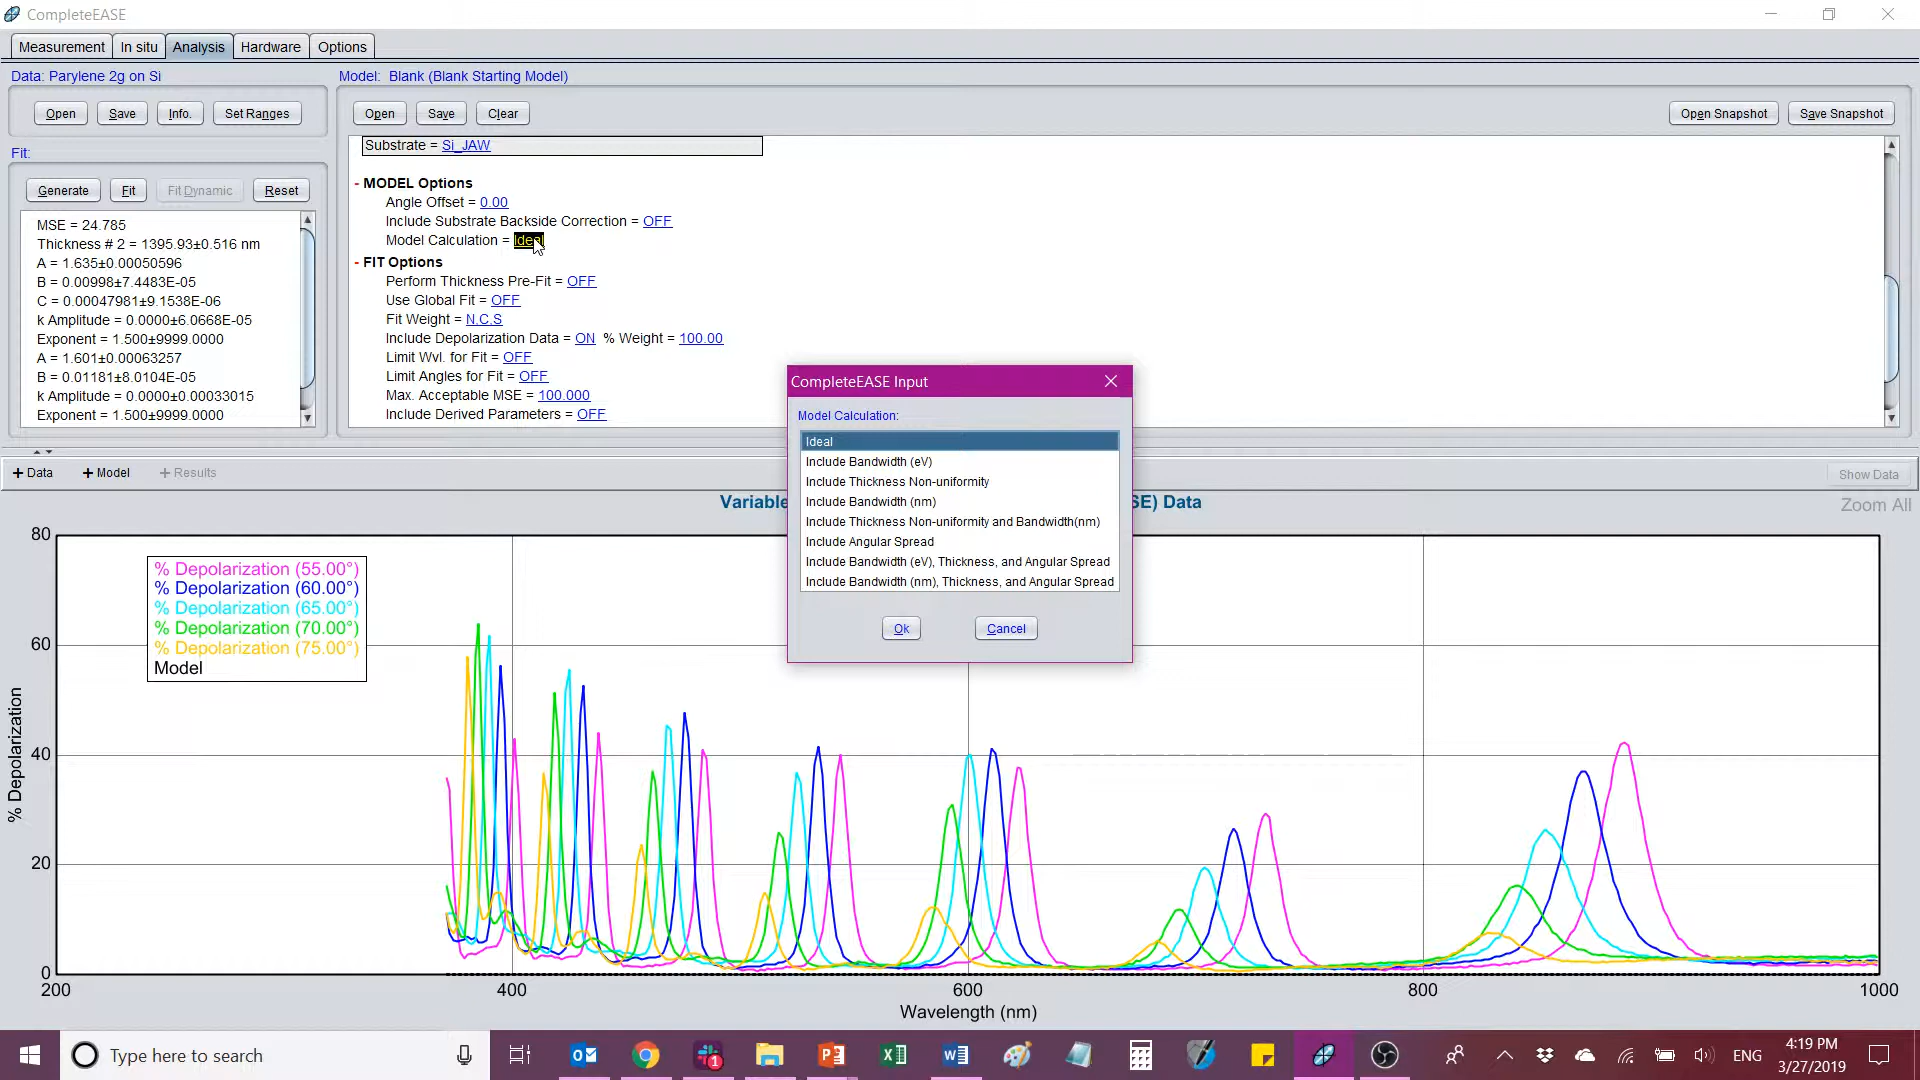 CompleteEASE
Measurement In situ Analysis Hardware Options
Data: Parylene 2g on Si
Open Save Info. Set Ranges
Fit:
Generate Fit Fit Dynamic Reset
MSE = 24.785
Thickness # 2 = 1395.93±0.516 nm
A = 1.635±0.00050596
B = 0.00998±7.4483E-05
C = 0.00047981±9.1538E-06
k Amplitude = 0.0000±6.0668E-05
Exponent = 1.500±9999.0000
A = 1.601±0.00063257
B = 0.01181±8.0104E-05
k Amplitude = 0.0000±0.00033015
Exponent = 1.500±9999.0000
Model: Blank (Blank Starting Model)
Open Save Clear
Open Snapshot Save Snapshot
Substrate = Si_JAW
- MODEL Options
Angle Offset = 0.00
Include Substrate Backside Correction = OFF
Model Calculation = Ideal
- FIT Options
Perform Thickness Pre-Fit = OFF
Use Global Fit = OFF
Fit Weight = N.C.S
Include Depolarization Data = ON % Weight = 100.00
Limit Wvl. for Fit = OFF
Limit Angles for Fit = OFF
Max. Acceptable MSE = 100.000
Include Derived Parameters = OFF
CompleteEASE Input
Model Calculation:
Ideal
Include Bandwidth (eV)
Include Thickness Non-uniformity
Include Bandwidth (nm)
Include Thickness Non-uniformity and Bandwidth(nm)
Include Angular Spread
Include Bandwidth (eV), Thickness, and Angular Spread
Include Bandwidth (nm), Thickness, and Angular Spread
Ok Cancel
+ Data + Model + Results
Show Data
Variable
SE) Data
Zoom All
% Depolarization (55.00°)
% Depolarization (60.00°)
% Depolarization (65.00°)
% Depolarization (70.00°)
% Depolarization (75.00°)
Model
% Depolarization
80
60
40
20
0
200 400 600 800 1000
Wavelength (nm)
Type here to search
1
ENG
4:19 PM
3/27/2019